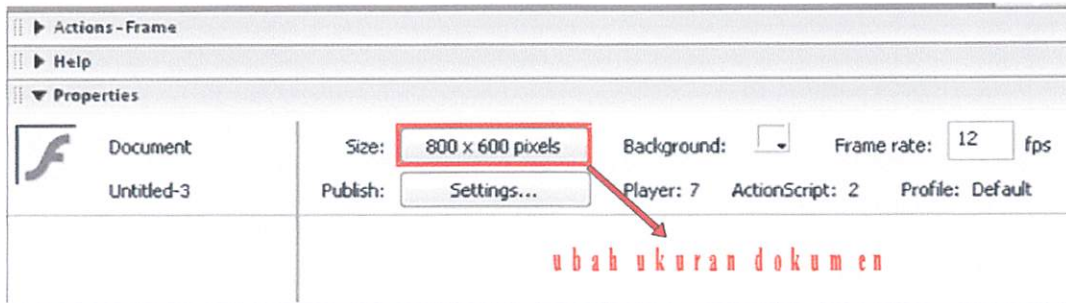 Actions - Frame
Help
Properties
Document Size: 800 x 600 pixels Background: Frame rate: 12 fps
Untitled-3 Publish: Settings... Player: 7 ActionScript: 2 Profile: Default
ubah ukuran dokumen